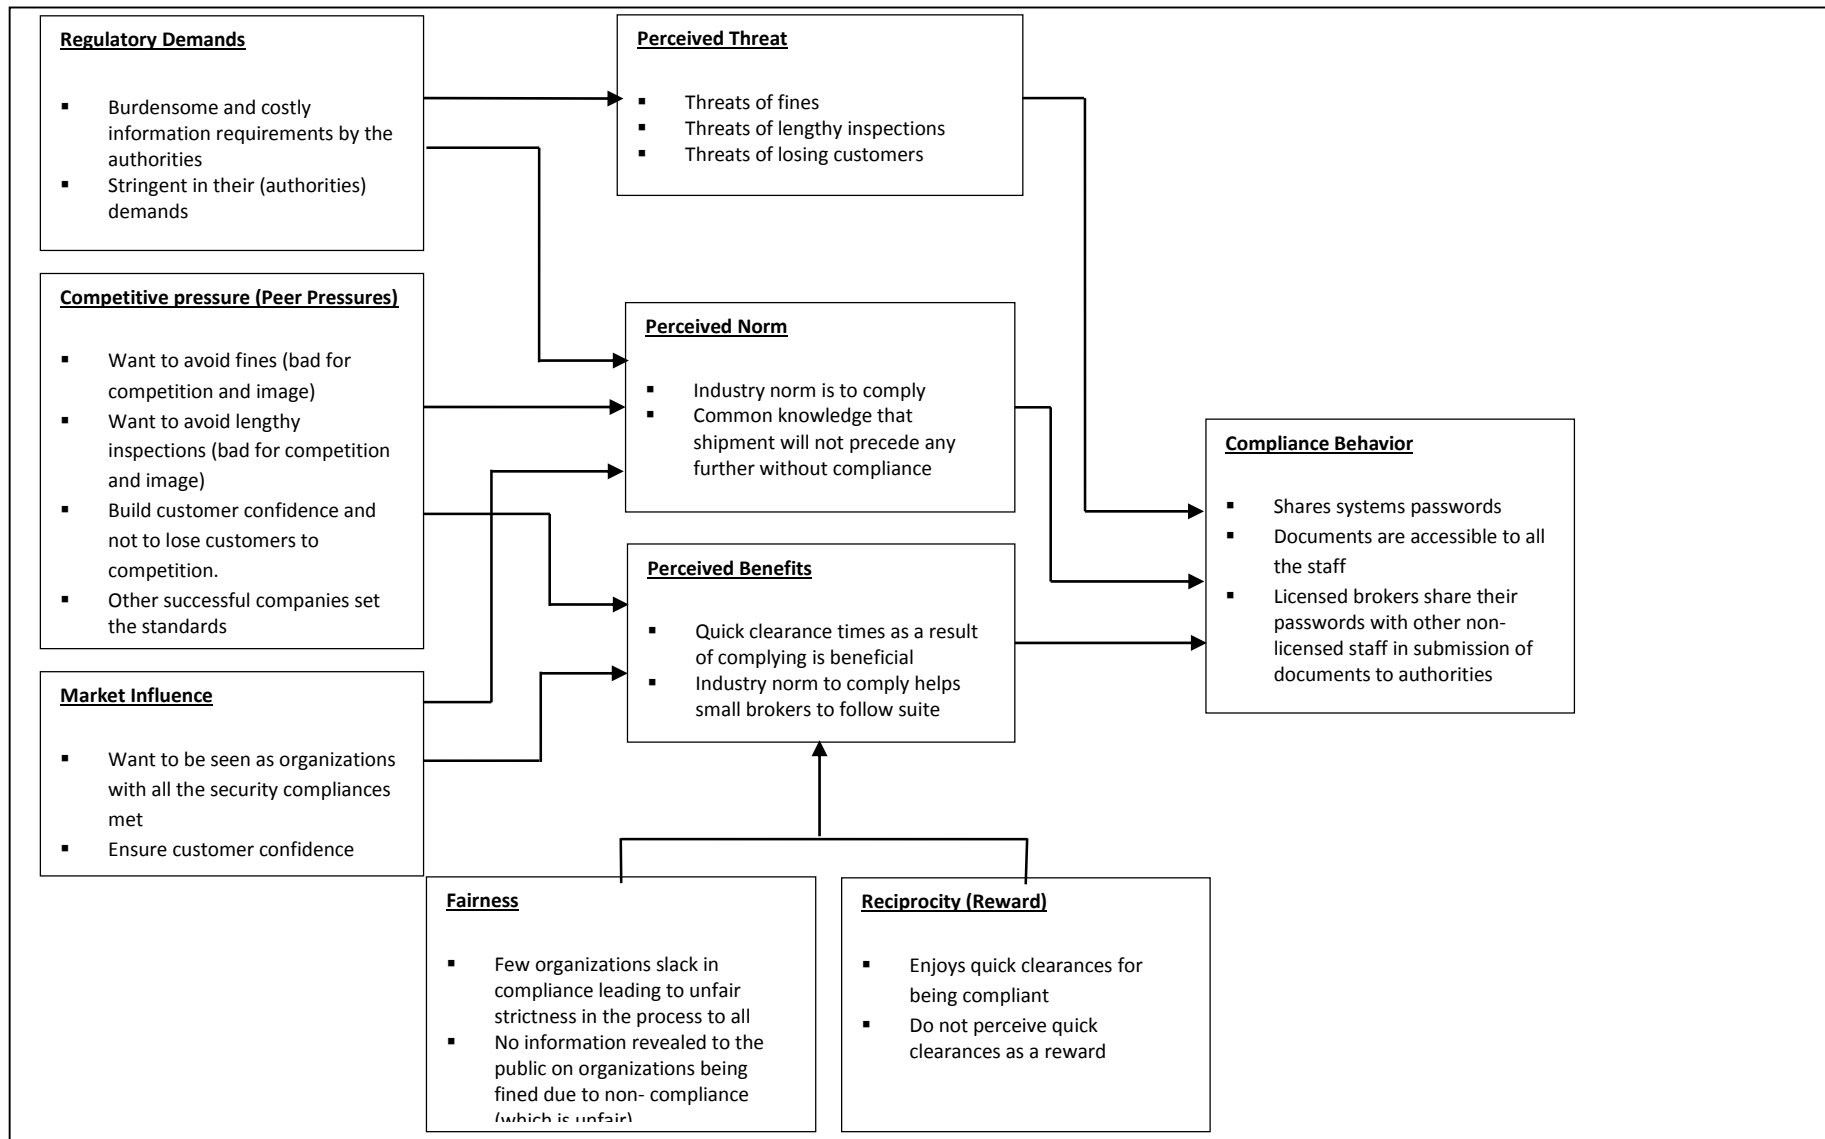 Regulatory Demands
▪ Burdensome and costly
information requirements by the
authorities
▪ Stringent in their (authorities)
demands
Perceived Threat
▪ Threats of fines
▪ Threats of lengthy inspections
▪ Threats of losing customers
Competitive pressure (Peer Pressures)
▪ Want to avoid fines (bad for
competition and image)
▪ Want to avoid lengthy
inspections (bad for competition
and image)
▪ Build customer confidence and
not to lose customers to
competition.
▪ Other successful companies set
the standards
Perceived Norm
▪ Industry norm is to comply
▪ Common knowledge that
shipment will not precede any
further without compliance
Compliance Behavior
▪ Shares systems passwords
▪ Documents are accessible to all
the staff
▪ Licensed brokers share their
passwords with other non-
licensed staff in submission of
documents to authorities
Perceived Benefits
▪ Quick clearance times as a result
of complying is beneficial
▪ Industry norm to comply helps
small brokers to follow suite
Market Influence
▪ Want to be seen as organizations
with all the security compliances
met
▪ Ensure customer confidence
Fairness
▪ Few organizations slack in
compliance leading to unfair
strictness in the process to all
▪ No information revealed to the
public on organizations being
fined due to non- compliance
(which is unfair)
Reciprocity (Reward)
▪ Enjoys quick clearances for
being compliant
▪ Do not perceive quick
clearances as a reward